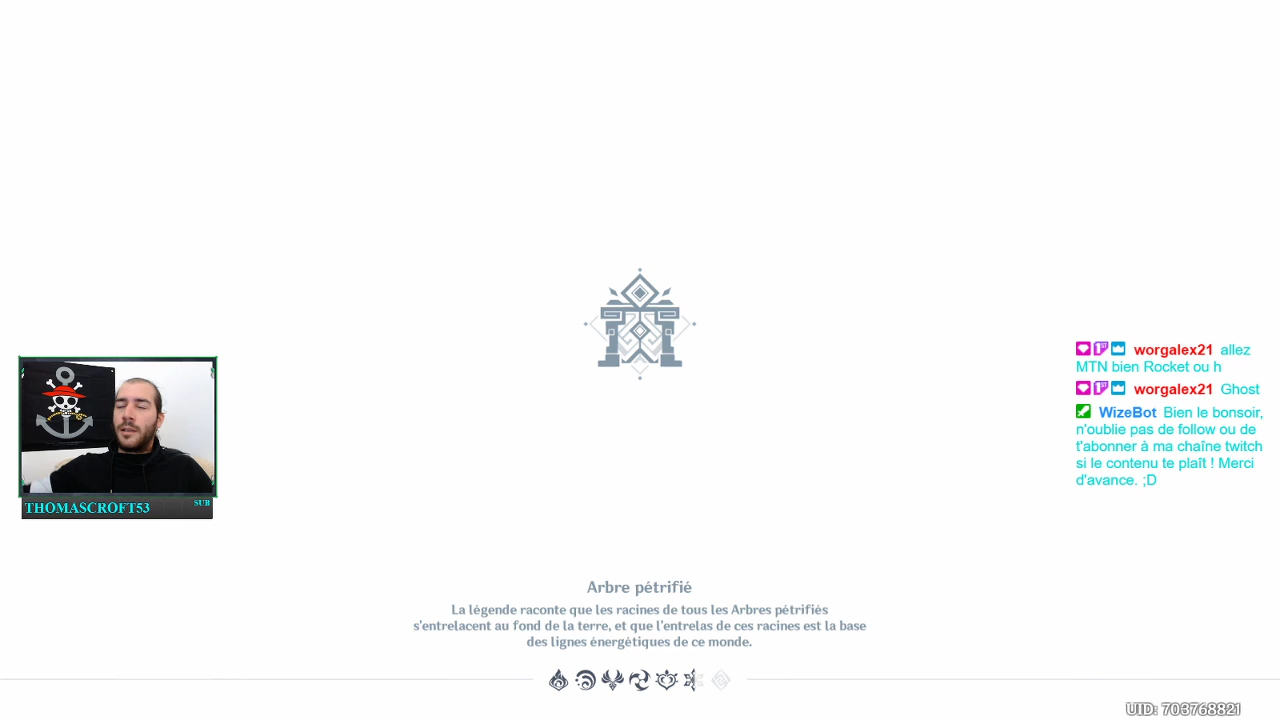 worgalex21 allez
MTN bien Rocket ou h
worgalex21 Ghost
WizeBot Bien le bonsoir,
n'oublie pas de follow ou de
t'abonner à ma chaîne twitch
si le contenu te plaît ! Merci
d'avance. ;D
THOMASCROFT53 SUB
Arbre pétrifié
La légende raconte que les racines de tous les Arbres pétrifiés
s'entrelacent au fond de la terre, et que l'entrelas de ces racines est la base
des lignes énergétiques de ce monde.
UID: 703768821